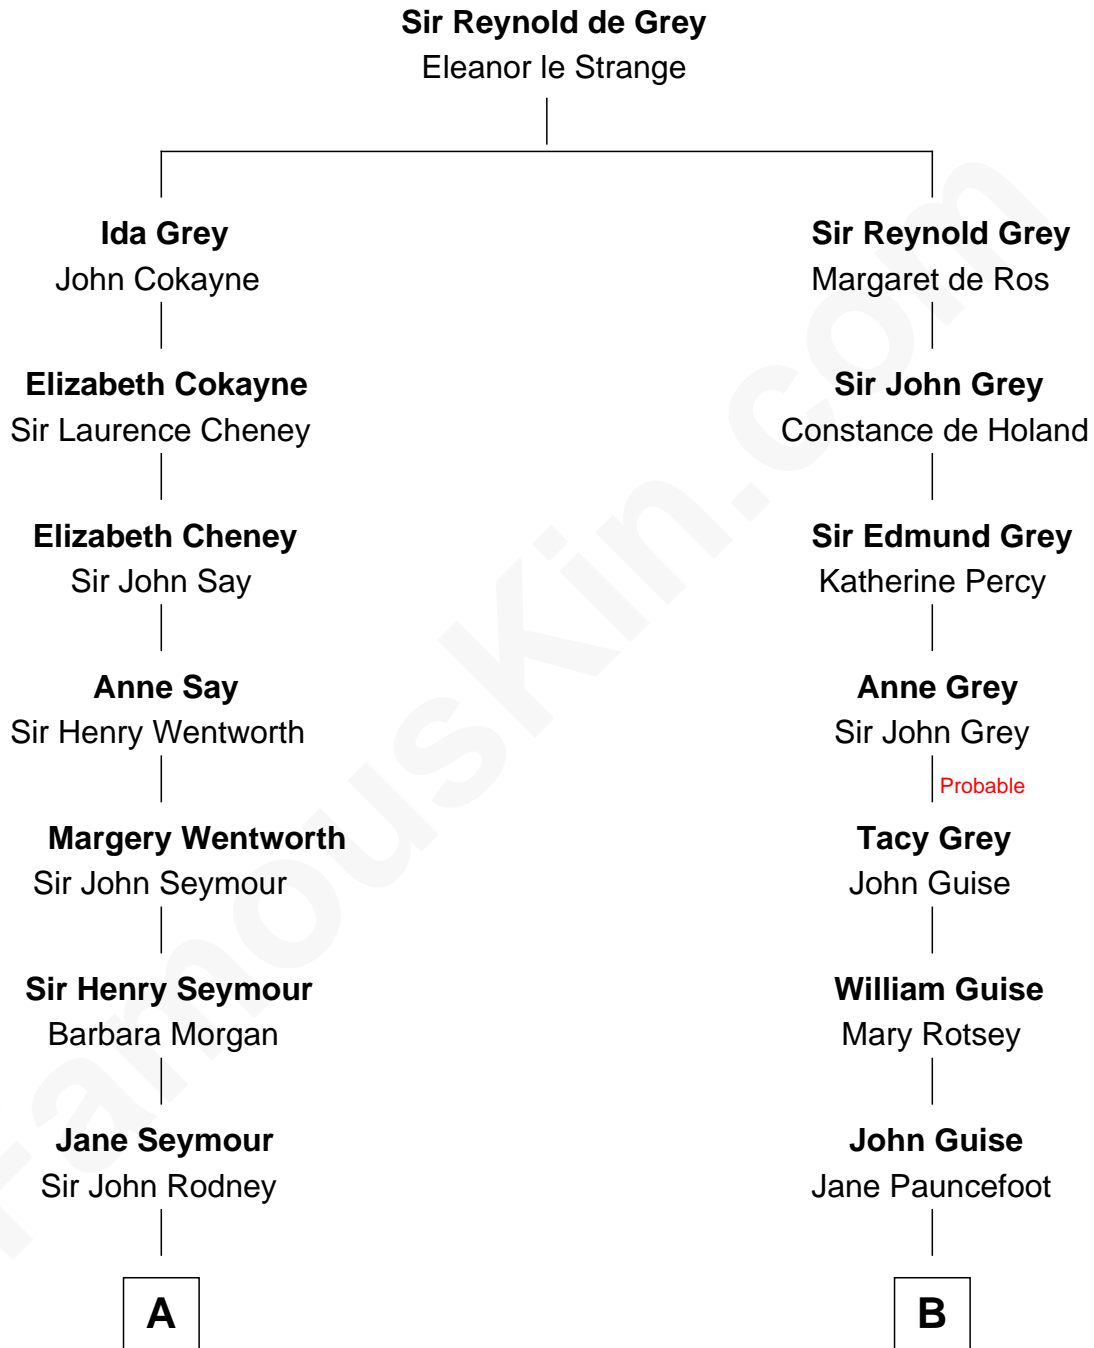 Sir Reynold de Grey
Eleanor le Strange
Ida Grey
John Cokayne
Sir Reynold Grey
Margaret de Ros
Elizabeth Cokayne
Sir Laurence Cheney
Sir John Grey
Constance de Holand
Elizabeth Cheney
Sir John Say
Sir Edmund Grey
Katherine Percy
Anne Say
Sir Henry Wentworth
Anne Grey
Sir John Grey
Probable
Margery Wentworth
Sir John Seymour
Tacy Grey
John Guise
Sir Henry Seymour
Barbara Morgan
William Guise
Mary Rotsey
Jane Seymour
Sir John Rodney
John Guise
Jane Pauncefoot
A
B
FamousKin.com